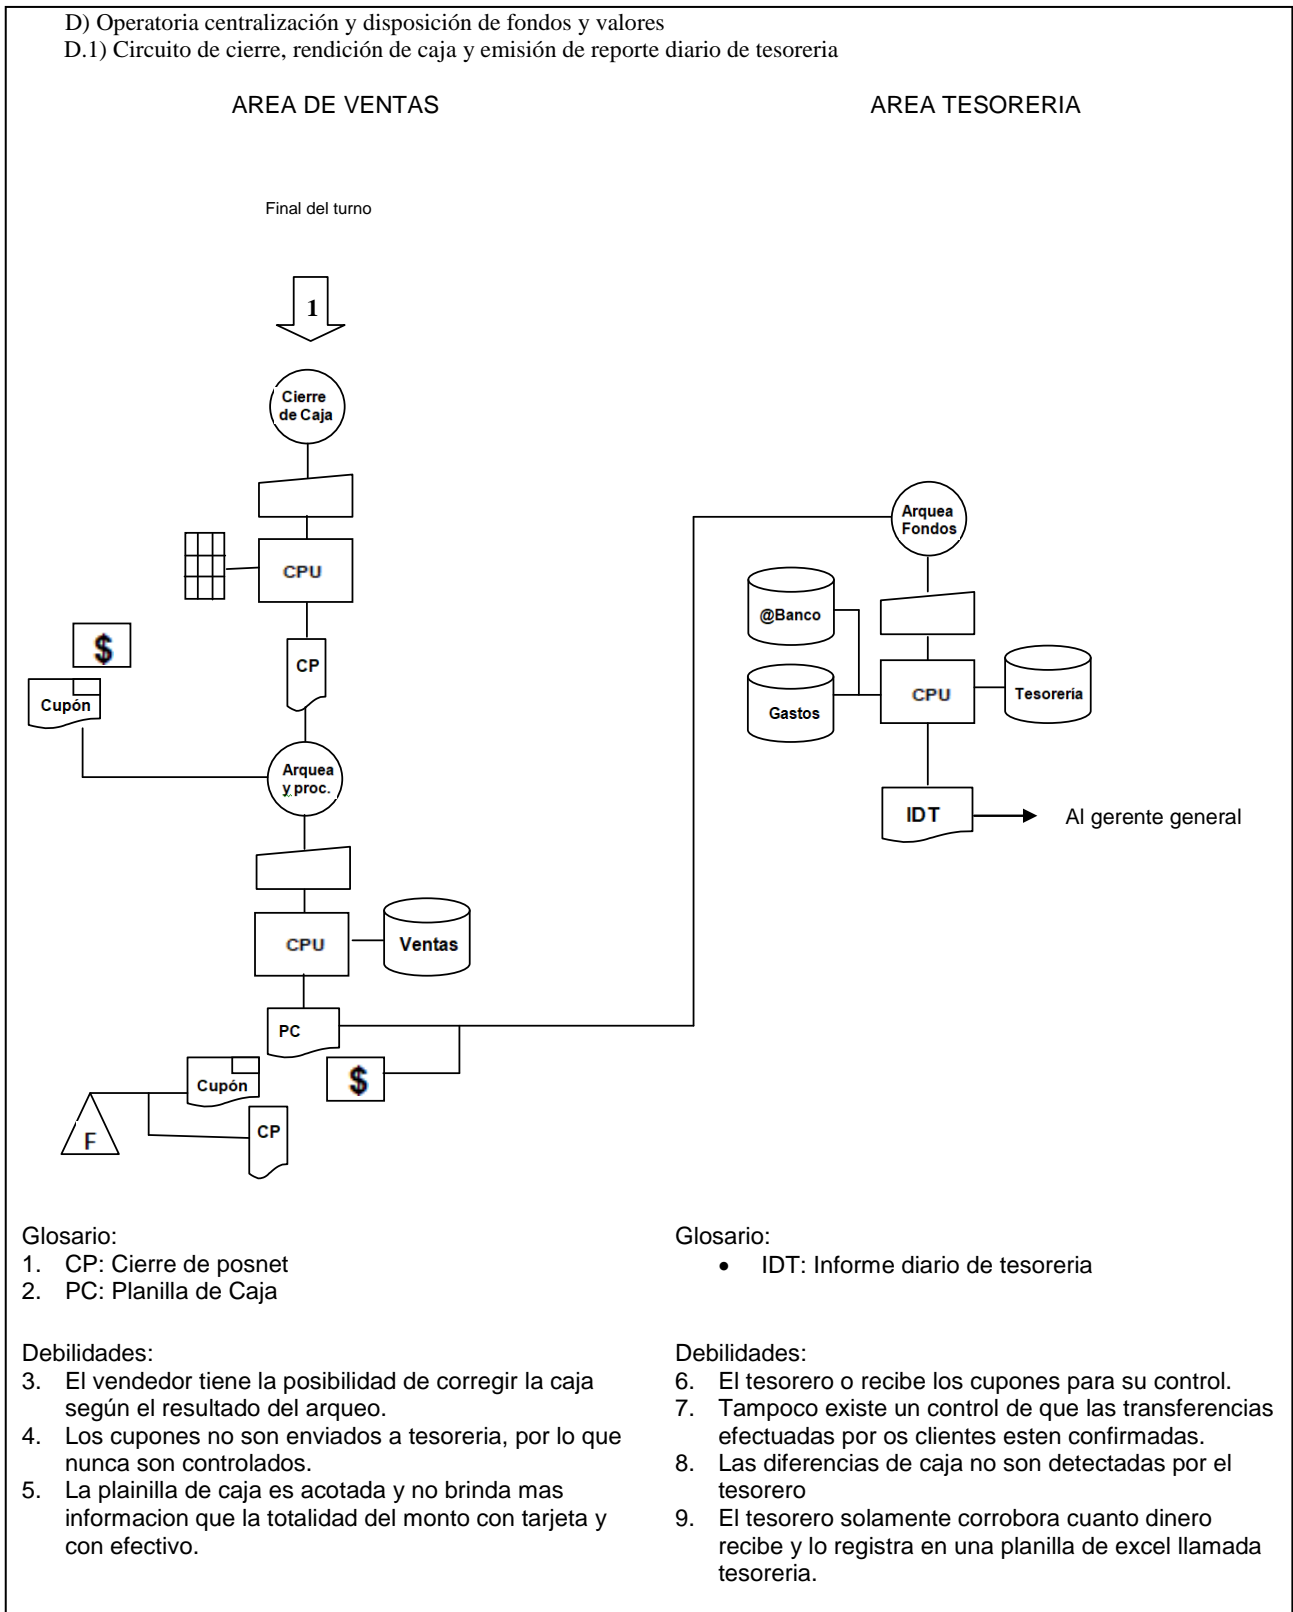 D) Operatoria centralización y disposición de fondos y valores
D.1) Circuito de cierre, rendición de caja y emisión de reporte diario de tesoreria
AREA DE VENTAS
AREA TESORERIA
Final del turno
1
Cierre
de Caja
CPU
$
CP
Cupón
Arquea
y proc.
CPU
Ventas
PC
Cupón
$
F
CP
Arquea
Fondos
@Banco
CPU
Tesorería
Gastos
IDT
Al gerente general
Glosario:
1. CP: Cierre de posnet
2. PC: Planilla de Caja
Debilidades:
3. El vendedor tiene la posibilidad de corregir la caja
según el resultado del arqueo.
4. Los cupones no son enviados a tesoreria, por lo que
nunca son controlados.
5. La plainilla de caja es acotada y no brinda mas
informacion que la totalidad del monto con tarjeta y
con efectivo.
Glosario:
• IDT: Informe diario de tesoreria
Debilidades:
6. El tesorero o recibe los cupones para su control.
7. Tampoco existe un control de que las transferencias
efectuadas por os clientes esten confirmadas.
8. Las diferencias de caja no son detectadas por el
tesorero
9. El tesorero solamente corrobora cuanto dinero
recibe y lo registra en una planilla de excel llamada
tesoreria.